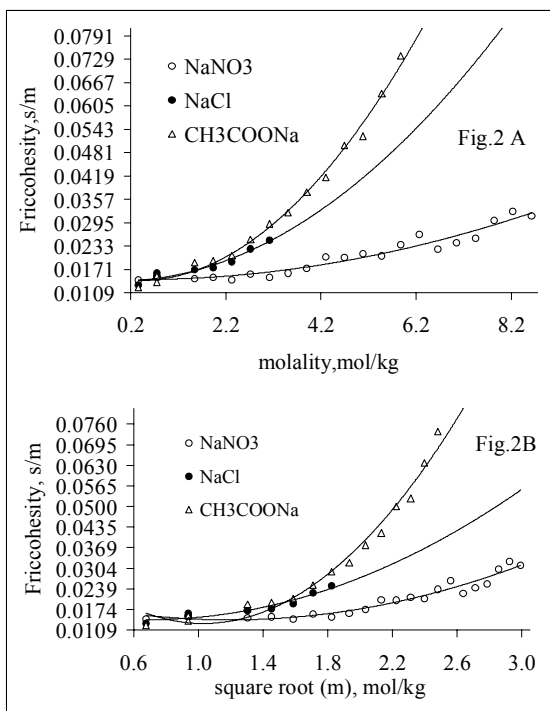 Friccohesity,s/m
0.0791
0.0729
0.0667
0.0605
0.0543
0.0481
0.0419
0.0357
0.0295
0.0233
0.0171
0.0109
NaNO3
NaCl
CH3COONa
Fig.2 A
0.2 2.2 4.2 6.2 8.2
molality,mol/kg
Friccohesity, s/m
0.0760
0.0695
0.0630
0.0565
0.0500
0.0435
0.0369
0.0304
0.0239
0.0174
0.0109
NaNO3
NaCl
CH3COONa
Fig.2B
0.6 1.0 1.4 1.8 2.2 2.6 3.0
square root (m), mol/kg